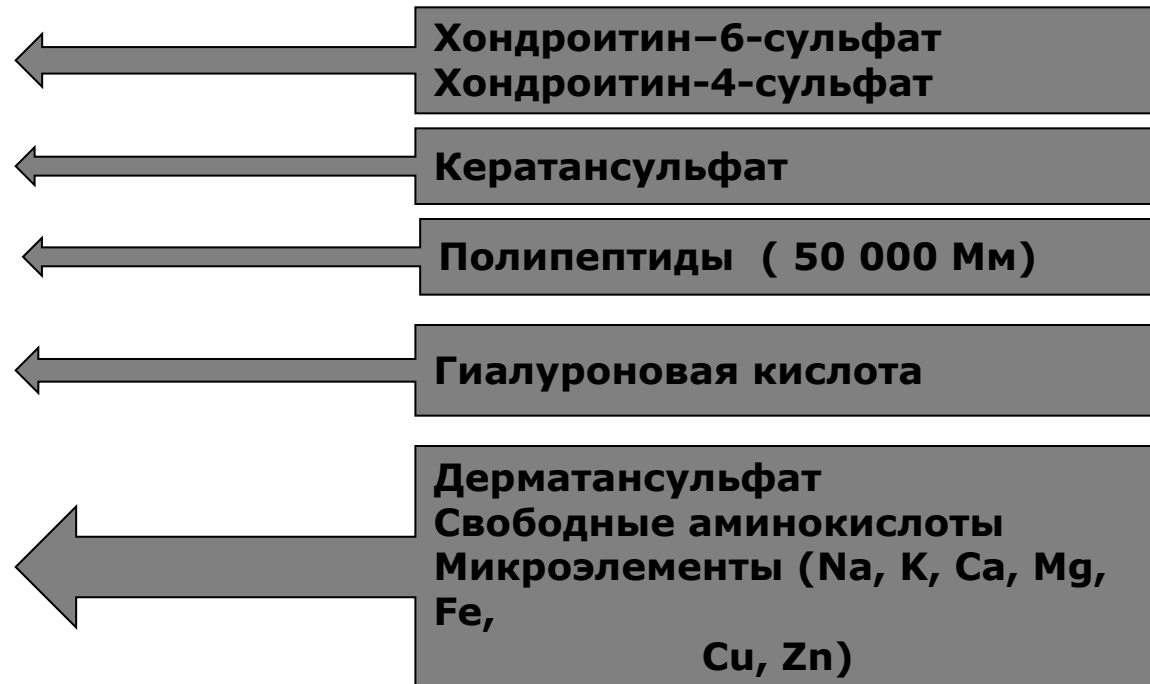 Хондроитин–6-сульфат
Хондроитин-4-сульфат
Кератансульфат
Полипептиды ( 50 000 Мм)
Гиалуроновая кислота
Дерматансульфат
Свободные аминокислоты
Микроэлементы (Na, K, Ca, Mg,
Fe,
Cu, Zn)